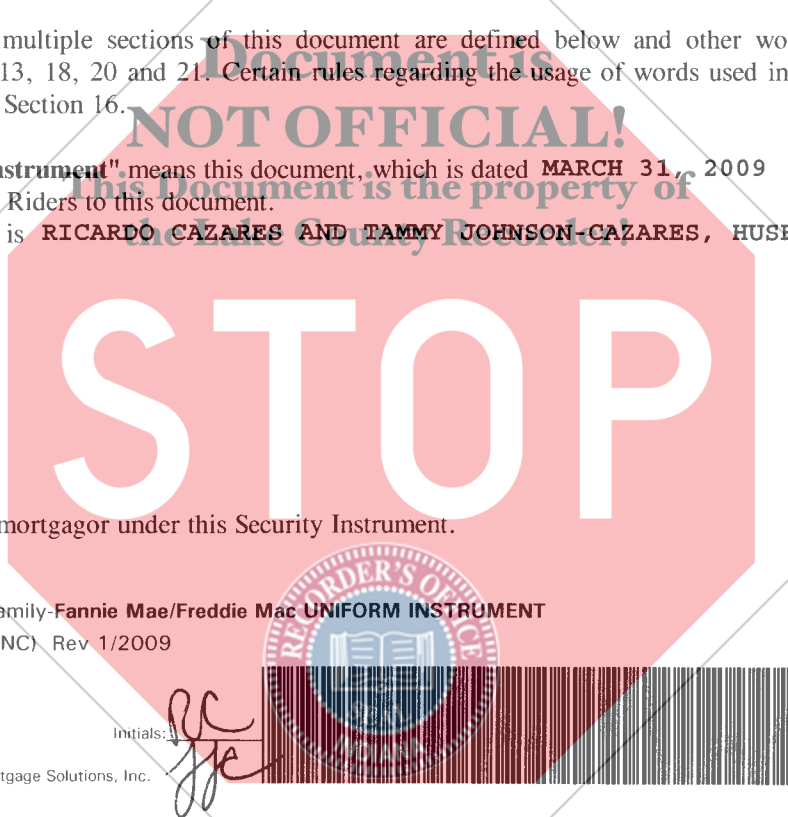 multiple sections of this document are defined below and other wo
13, 18, 20 and 21. Certain rules regarding the usage of words used in
Section 16.
Document is
NOT OFFICIAL!
This Document is the property of
the Lake County Recorder!
strument" means this document, which is dated MARCH 31, 2009
Riders to this document.
is RICARDO CAZARES AND TAMMY JOHNSON-CAZARES, HUSB
STOP
mortgagor under this Security Instrument.
amily-Fannie Mae/Freddie Mac UNIFORM INSTRUMENT
NC) Rev 1/2009
RECORDER'S OFFICE
INDIANA
Initials: RC
TJC
tgage Solutions, Inc.